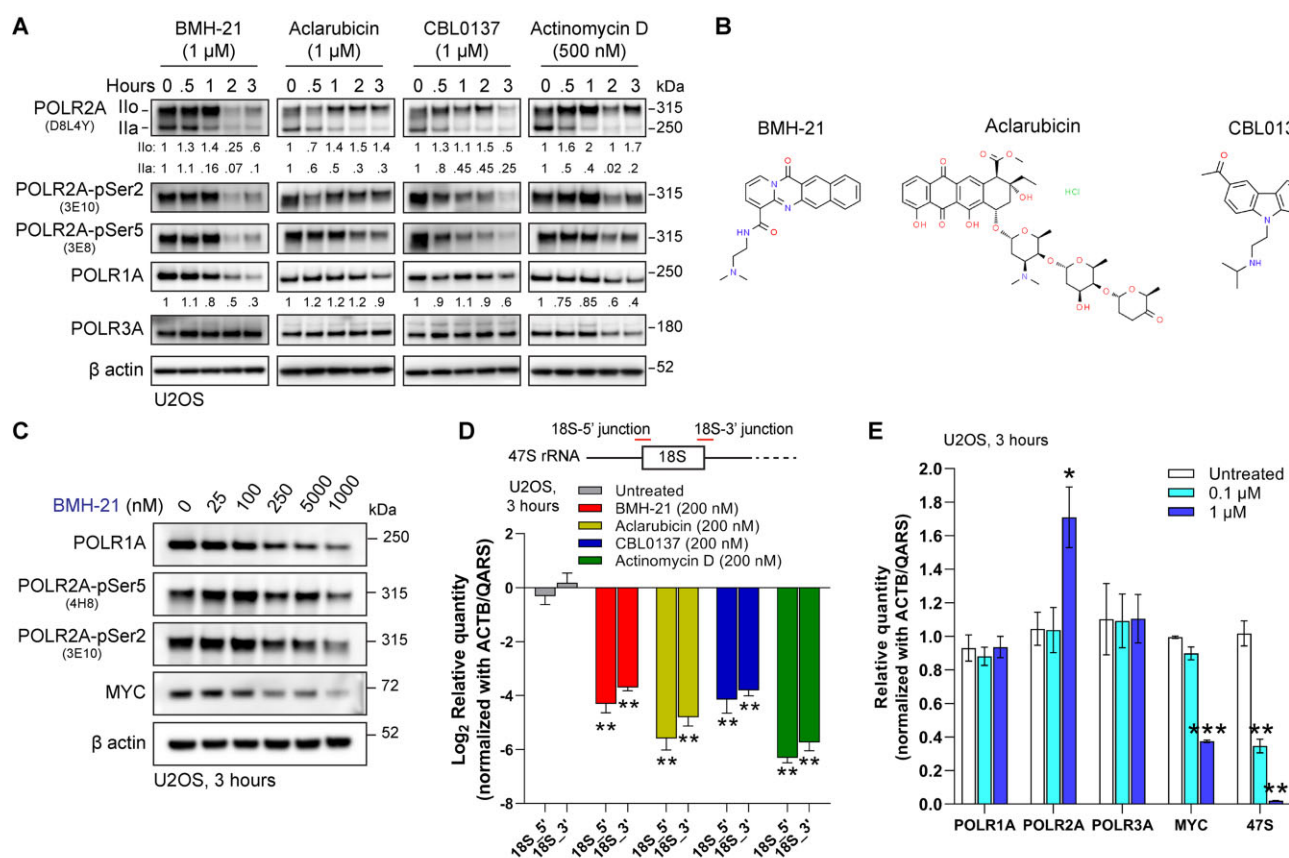 A
BMH-21 (1 µM)
Aclarubicin (1 µM)
CBL0137 (1 µM)
Actinomycin D (500 nM)
Hours 0 .5 1 2 3 0 .5 1 2 3 0 .5 1 2 3 0 .5 1 2 3 kDa
POLR2A (D8L4Y)
IIo
IIa
315
250
IIo: 1 1.3 1.4 .25 .6 1 .7 1.4 1.5 1.4 1 1.3 1.1 1.5 .5 1 1.6 2 1 1.7
IIa: 1 1.1 .16 .07 .1 1 .6 .5 .3 .3 1 .8 .45 .45 .25 1 .5 .4 .02 .2
POLR2A-pSer2 (3E10)
315
POLR2A-pSer5 (3E8)
315
POLR1A
250
1 1.1 .8 .5 .3 1 1.2 1.2 1.2 .9 1 .9 1.1 .9 .6 1 .75 .85 .6 .4
POLR3A
180
β actin
52
U2OS
B
BMH-21
Aclarubicin
CBL013
O
N
N
O
HN
N
O
O
O
O
O
OH
HCl
OH
O
OH
O
O
N
O
O
OH
O
O
O
O
N
HN
C
BMH-21 (nM) 0 25 100 250 5000 1000 kDa
POLR1A
250
POLR2A-pSer5 (4H8)
315
POLR2A-pSer2 (3E10)
315
MYC
72
β actin
52
U2OS, 3 hours
D
18S-5' junction
18S-3' junction
47S rRNA
18S
U2OS, 3 hours
Untreated
BMH-21 (200 nM)
Aclarubicin (200 nM)
CBL0137 (200 nM)
Actinomycin D (200 nM)
Log2 Relative quantity
(normalized with ACTB/QARS)
0
-2
-4
-6
-8
** ** ** ** ** ** ** **
18S_5' 18S_3' 18S_5' 18S_3' 18S_5' 18S_3' 18S_5' 18S_3' 18S_5' 18S_3'
E
U2OS, 3 hours
Untreated
0.1 µM
1 µM
Relative quantity
(normalized with ACTB/QARS)
2.0
1.8
1.6
1.4
1.2
1.0
0.8
0.6
0.4
0.2
0.0
*
***
**
**
POLR1A POLR2A POLR3A MYC 47S